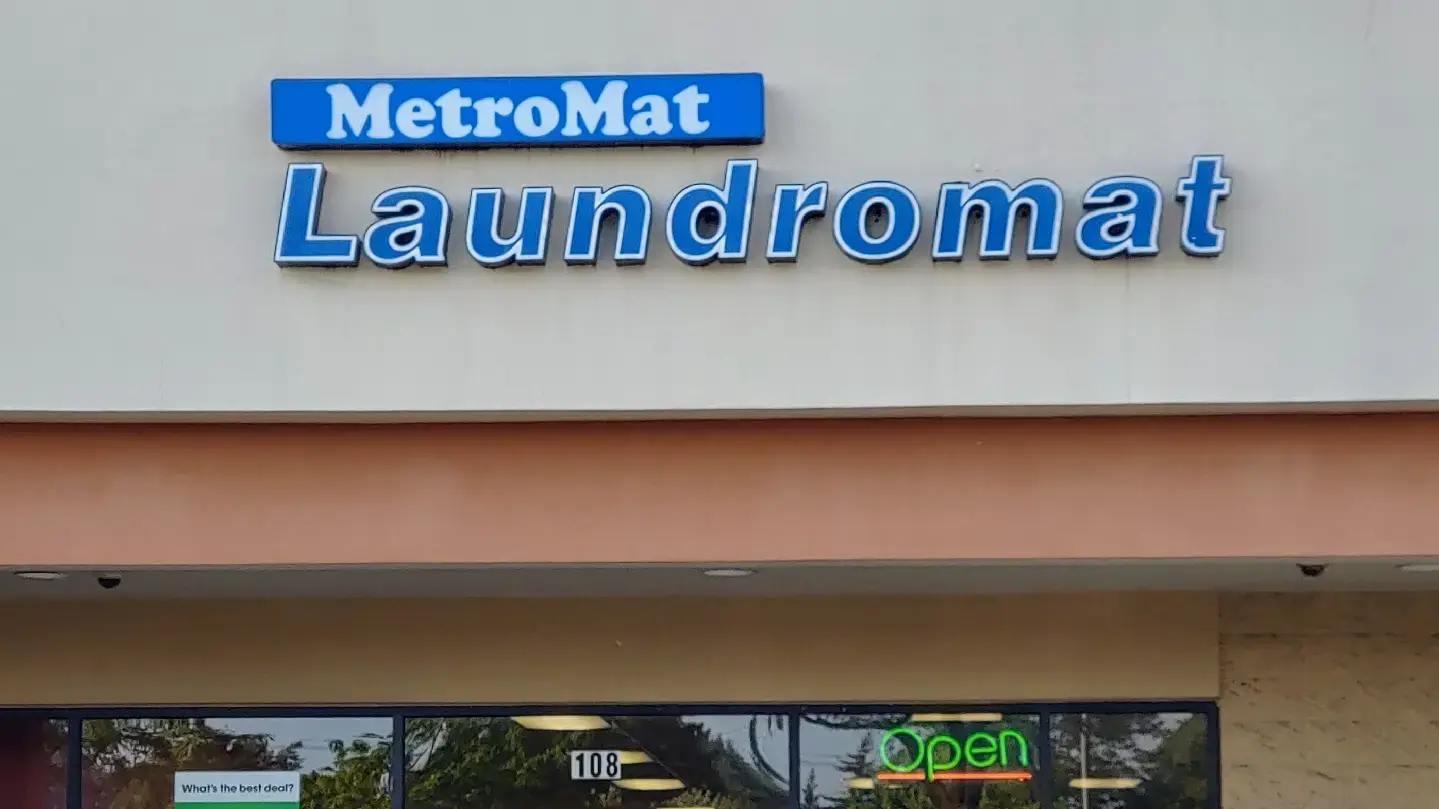 MetroMat
Laundromat
108
Open
What's the best deal?